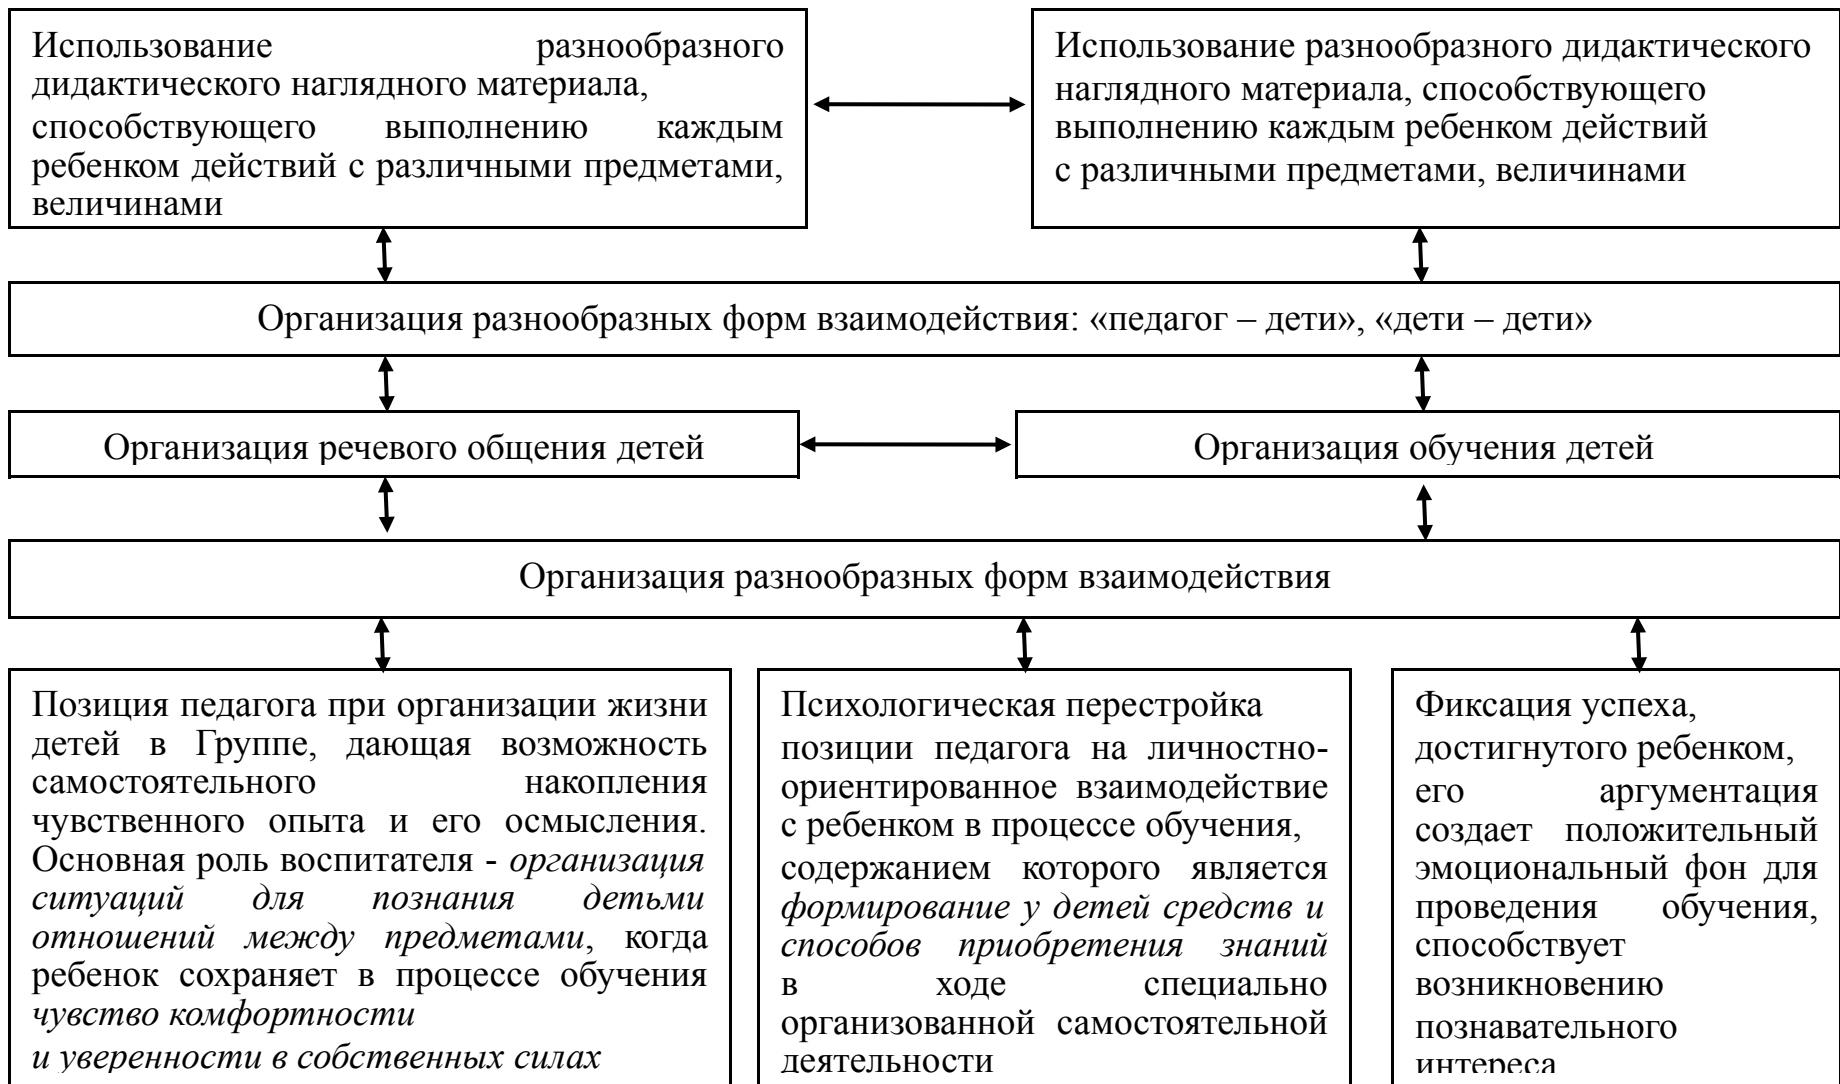 Использование разнообразного
дидактического наглядного материала,
способствующего выполнению каждым
ребенком действий с различными предметами,
величинами
Использование разнообразного дидактического
наглядного материала, способствующего
выполнению каждым ребенком действий
с различными предметами, величинами
Организация разнообразных форм взаимодействия: «педагог – дети», «дети – дети»
Организация речевого общения детей
Организация обучения детей
Организация разнообразных форм взаимодействия
Позиция педагога при организации жизни
детей в Группе, дающая возможность
самостоятельного накопления
чувственного опыта и его осмысления.
Основная роль воспитателя - организация
ситуаций для познания детьми
отношений между предметами, когда
ребенок сохраняет в процессе обучения
чувство комфортности
и уверенности в собственных силах
Психологическая перестройка
позиции педагога на личностно-
ориентированное взаимодействие
с ребенком в процессе обучения,
содержанием которого является
формирование у детей средств и
способов приобретения знаний
в ходе специально
организованной самостоятельной
деятельности
Фиксация успеха,
достигнутого ребенком,
его аргументация
создает положительный
эмоциональный фон для
проведения обучения,
способствует
возникновению
познавательного
интереса